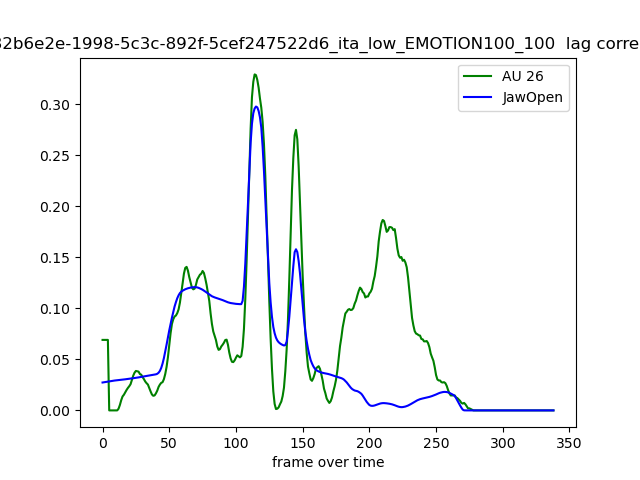 32b6e2e-1998-5c3c-892f-5cef247522d6_ita_low_EMOTION100_100 lag corre
AU 26
JawOpen
0.30
0.25
0.20
0.15
0.10
0.05
0.00
0 50 100 150 200 250 300 350
frame over time